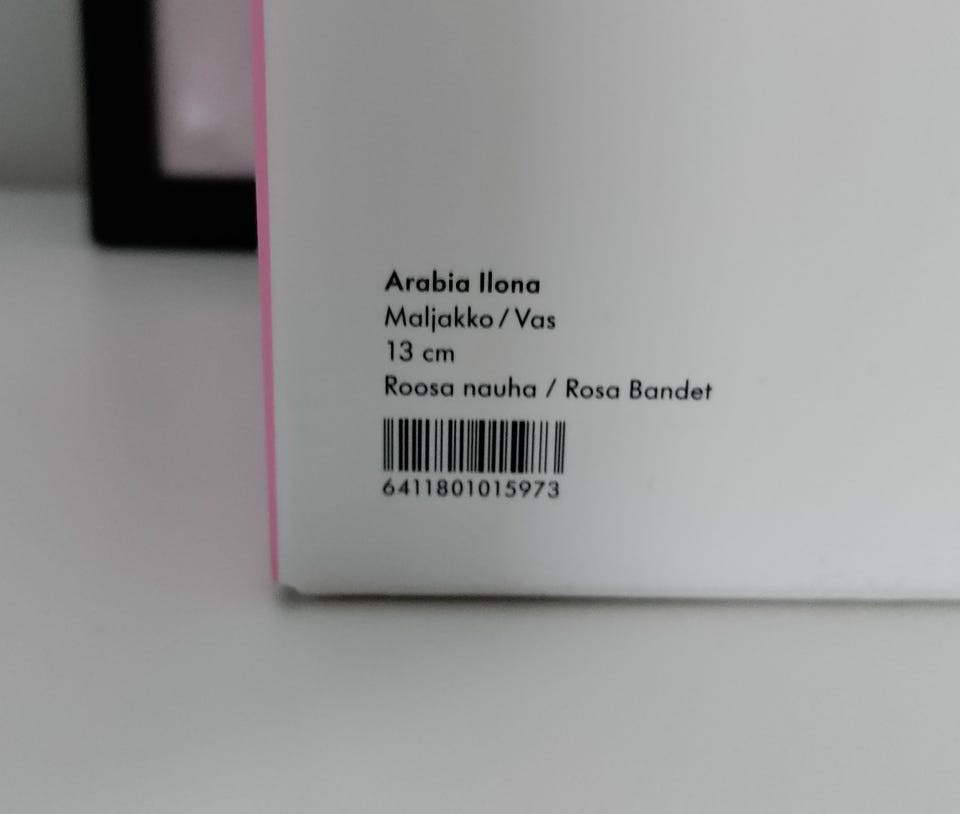 Arabia Ilona
Maljakko / Vas
13 cm
Roosa nauha / Rosa Bandet
6411801015973